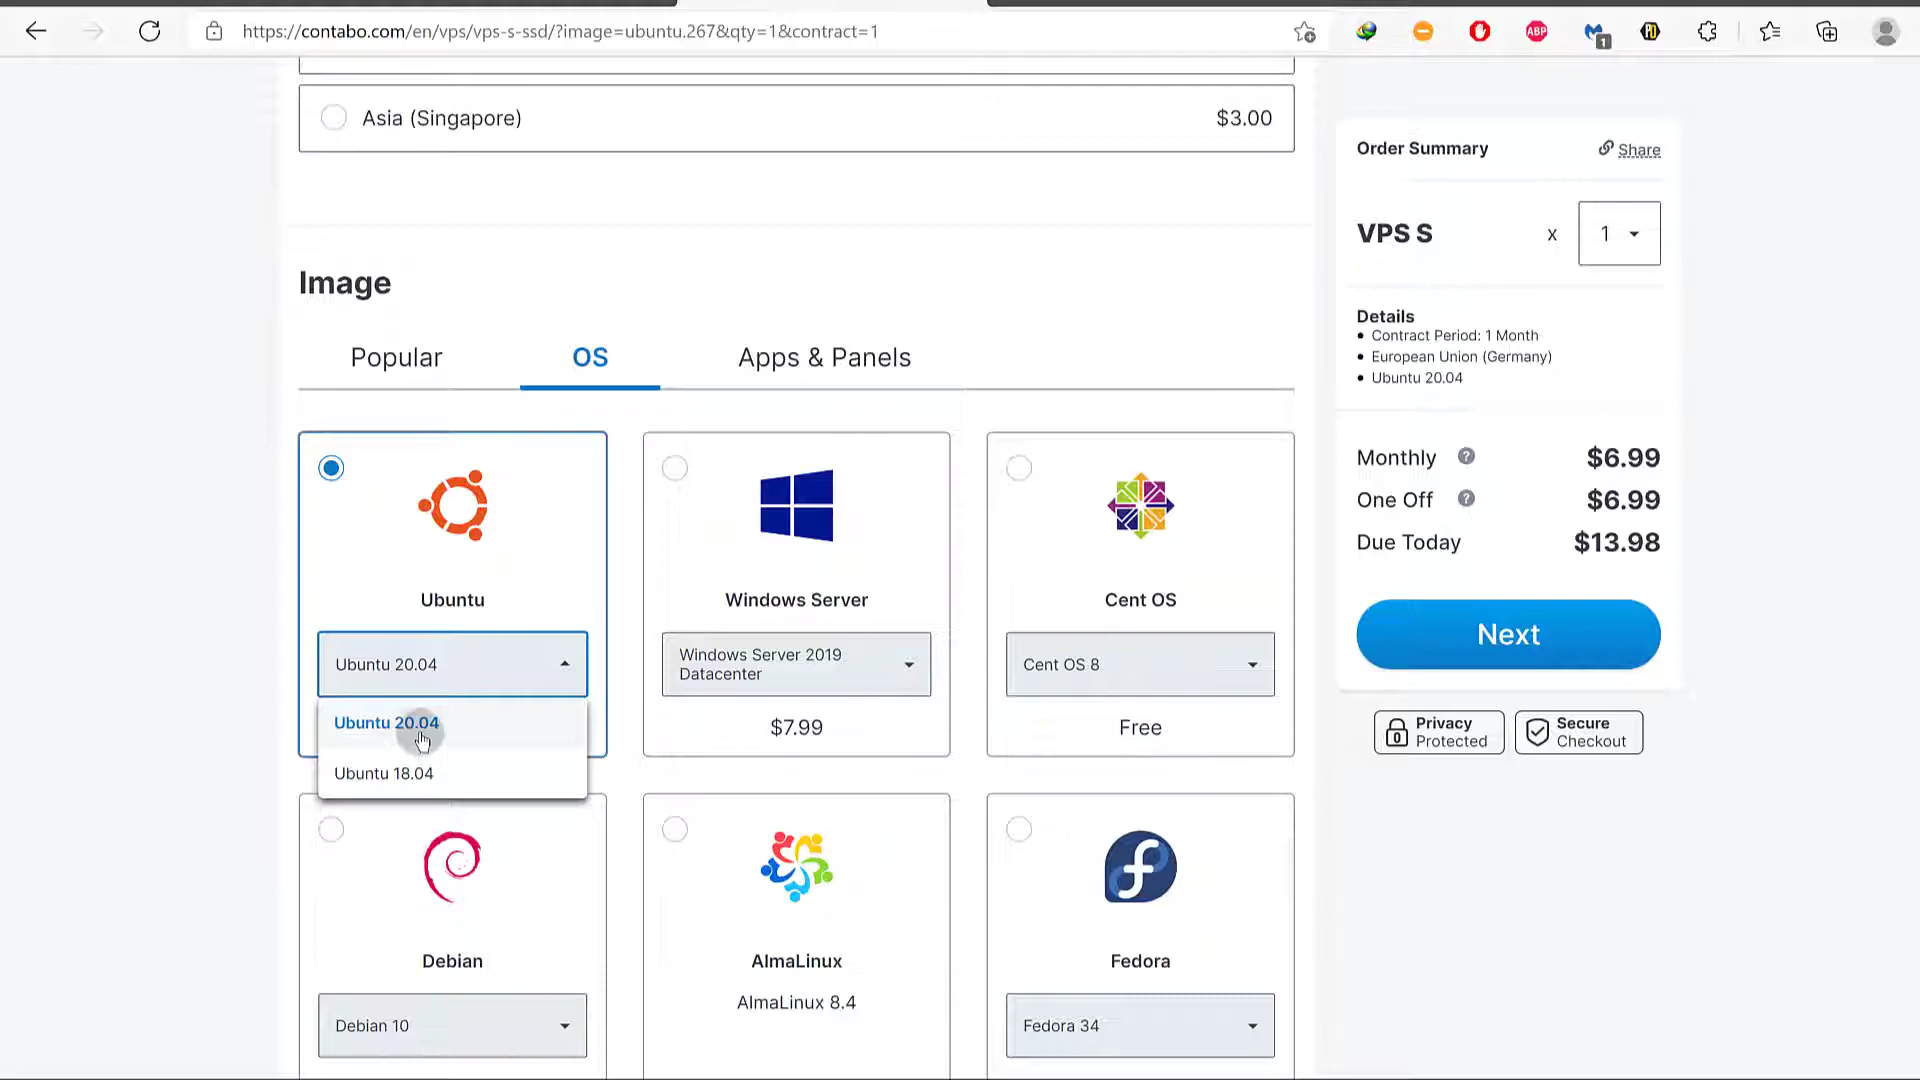 https://contabo.com/en/vps/vps-s-ssd/?image=ubuntu.267&qty=1&contract=1
ABP
1
Asia (Singapore) $3.00
Image
Popular OS Apps & Panels
Ubuntu
Ubuntu 20.04
Ubuntu 20.04
Ubuntu 18.04
Windows Server
Windows Server 2019
Datacenter
$7.99
Cent OS
Cent OS 8
Free
Debian
Debian 10
AlmaLinux
AlmaLinux 8.4
Fedora
Fedora 34
Order Summary Share
VPS S x 1
Details
• Contract Period: 1 Month
• European Union (Germany)
• Ubuntu 20.04
Monthly ? $6.99
One Off ? $6.99
Due Today $13.98
Next
Privacy
Protected
Secure
Checkout